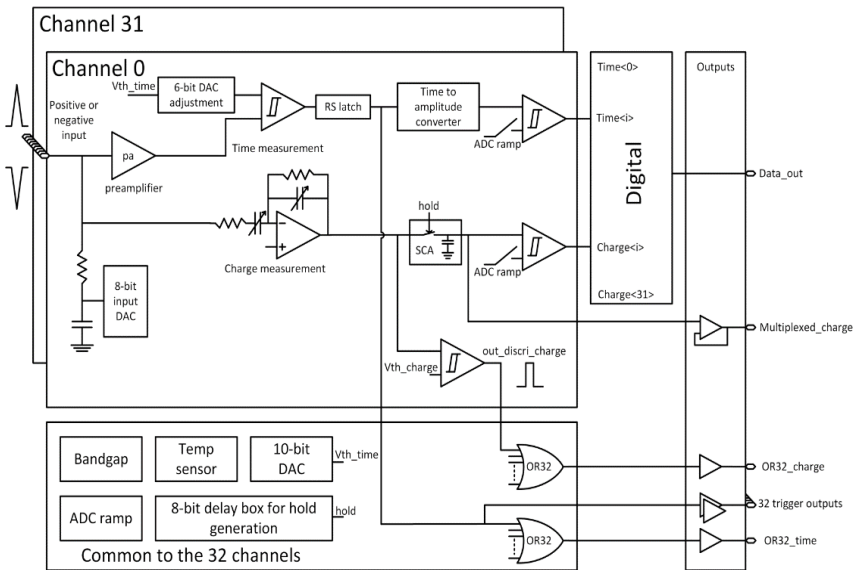 Channel 31
Channel 0
Vth_time
6-bit DAC
adjustment
Positive or
negative
input
pa
preamplifier
Time measurement
RS latch
Time to
amplitude
converter
ADC ramp
Time<0>
Time<i>
Digital
Charge<i>
Charge<31>
Outputs
Data_out
hold
SCA
ADC ramp
Charge measurement
8-bit
input
DAC
Multiplexed_charge
Vth_charge
out_discri_charge
Bandgap
Temp
sensor
10-bit
DAC
Vth_time
OR32
OR32_charge
ADC ramp
8-bit delay box for hold
generation
hold
32 trigger outputs
OR32
OR32_time
Common to the 32 channels